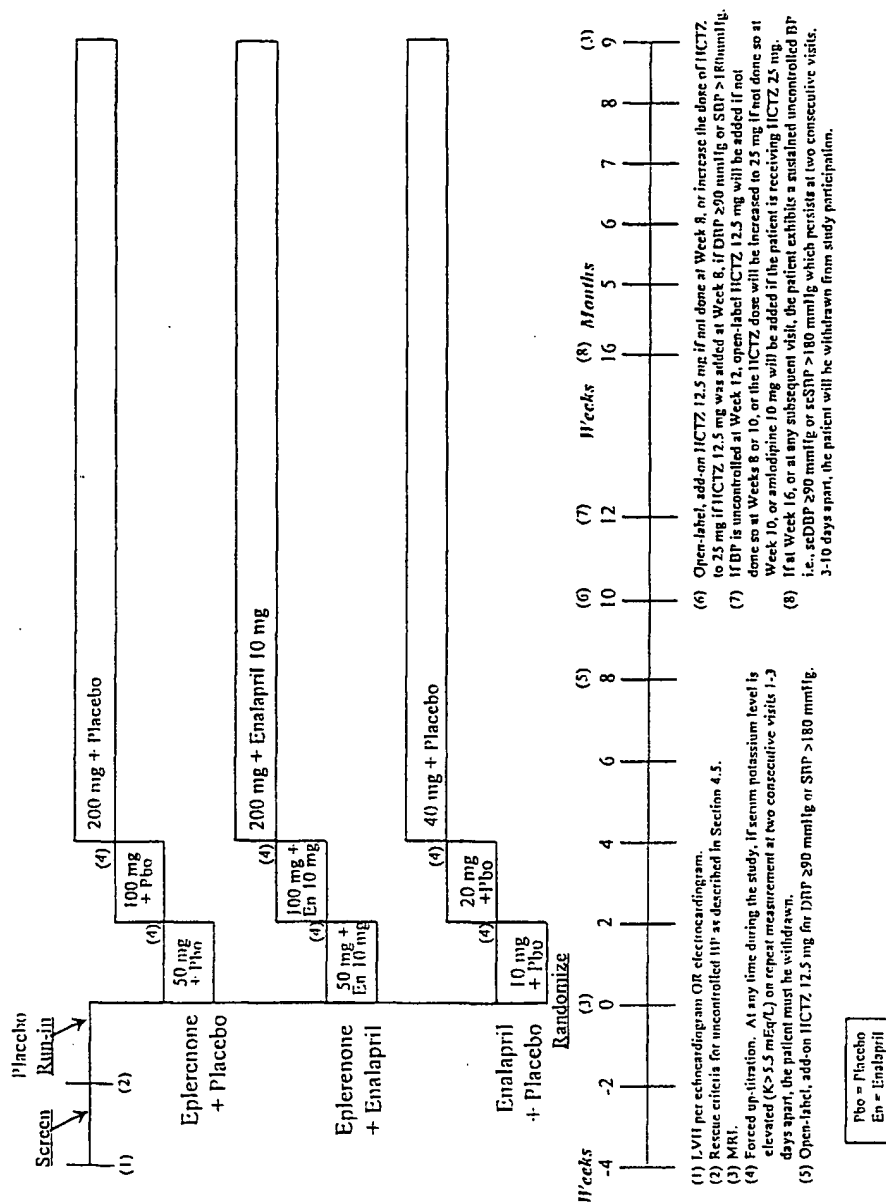 Placebo
Screen Run-in
(1) (2)
Eplerenone
+ Placebo
50 mg
+ Pbo
(4)
100 mg
+ Pbo
(4)
200 mg + Placebo
Eplerenone
+ Enalapril
50 mg +
En 10 mg
(4)
100 mg +
En 10 mg
(4)
200 mg + Enalapril 10 mg
Enalapril
+ Placebo
10 mg
+ Pbo
(4)
20 mg
+Pbo
(4)
40 mg + Placebo
Randomize
(3) (5) (6) (7) (8) (3)
Weeks Weeks Months
-4 -2 0 2 4 6 8 10 12 16 5 6 7 8 9
(1) LVH per echocardiogram OR electrocardiogram.
(2) Rescue criteria for uncontrolled BP as described in Section 4.5.
(3) MRI.
(4) Forced up-titration. At any time during the study, if serum potassium level is
elevated (K>5.5 mEq/L) on repeat measurement at two consecutive visits 1-3
days apart, the patient must be withdrawn.
(5) Open-label, add-on HCTZ 12.5 mg for DBP ≥90 mmHg or SBP >180 mmHg.
(6) Open-label, add-on HCTZ 12.5 mg if not done at Week 8, or increase the dose of HCTZ
to 25 mg if HCTZ 12.5 mg was added at Week 8, if DBP ≥90 mmHg or SBP >180mmHg.
(7) If BP is uncontrolled at Week 12, open-label HCTZ 12.5 mg will be added if not
done so at Weeks 8 or 10, or the HCTZ dose will be increased to 25 mg if not done so at
Week 10, or amlodipine 10 mg will be added if the patient is receiving HCTZ 25 mg.
(8) If at Week 16, or at any subsequent visit, the patient exhibits a sustained uncontrolled BP
i.e., seDBP ≥90 mmHg or seSBP >180 mmHg which persists at two consecutive visits,
3-10 days apart, the patient will be withdrawn from study participation.
Pbo = Placebo
En = Enalapril